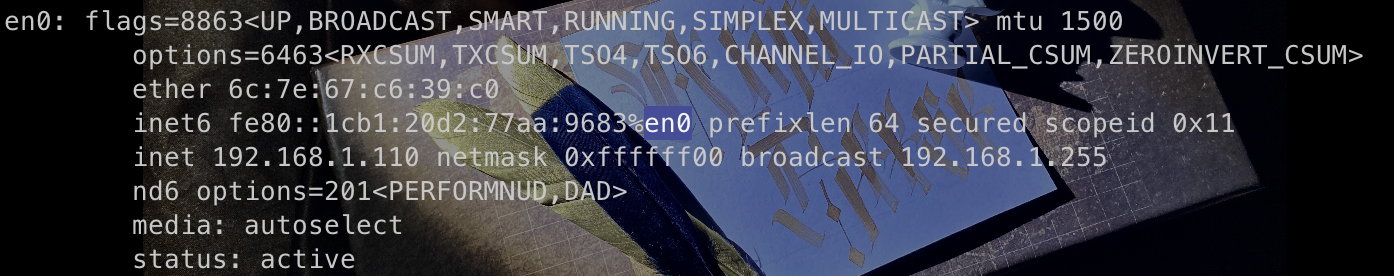 en0: flags=8863<UP,BROADCAST,SMART,RUNNING,SIMPLEX,MULTICAST> mtu 1500
options=6463<RXCSUM,TXCSUM,TSO4,TSO6,CHANNEL_IO,PARTIAL_CSUM,ZEROINVERT_CSUM>
ether 6c:7e:67:c6:39:c0
inet6 fe80::1cb1:20d2:77aa:9683%en0 prefixlen 64 secured scopeid 0x11
inet 192.168.1.110 netmask 0xffffff00 broadcast 192.168.1.255
nd6 options=201<PERFORMNUD,DAD>
media: autoselect
status: active